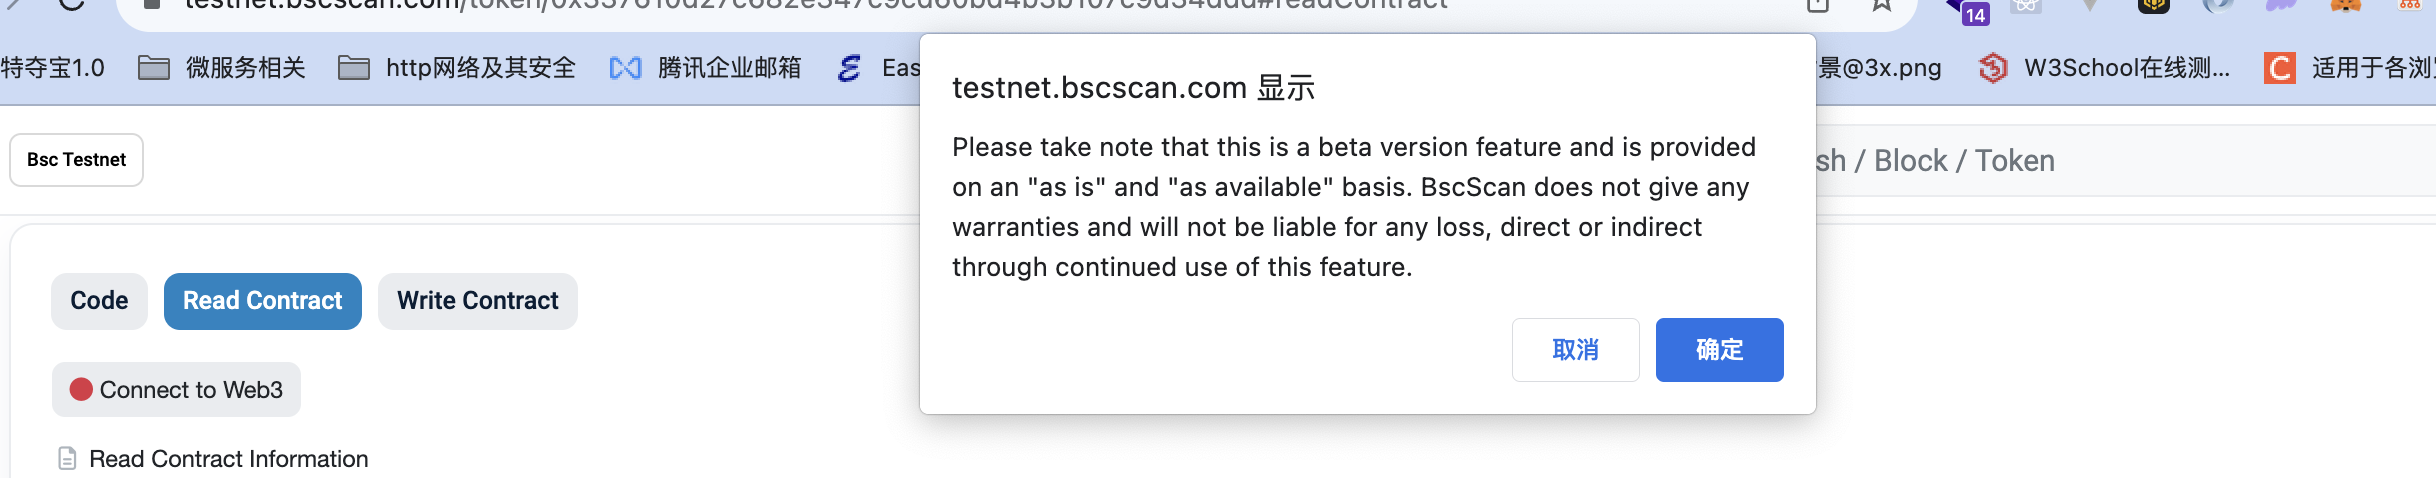 testnet.bscscan.com/token/0x337610d27c682e347c9cd60bd4b3b107c9d34ddd#readContract
14
特夺宝1.0
微服务相关
http网络及其安全
腾讯企业邮箱
Eas
景@3x.png
W3School在线测...
适用于各浏
testnet.bscscan.com 显示
Please take note that this is a beta version feature and is provided
on an "as is" and "as available" basis. BscScan does not give any
warranties and will not be liable for any loss, direct or indirect
through continued use of this feature.
取消
确定
Bsc Testnet
sh / Block / Token
Code
Read Contract
Write Contract
Connect to Web3
Read Contract Information